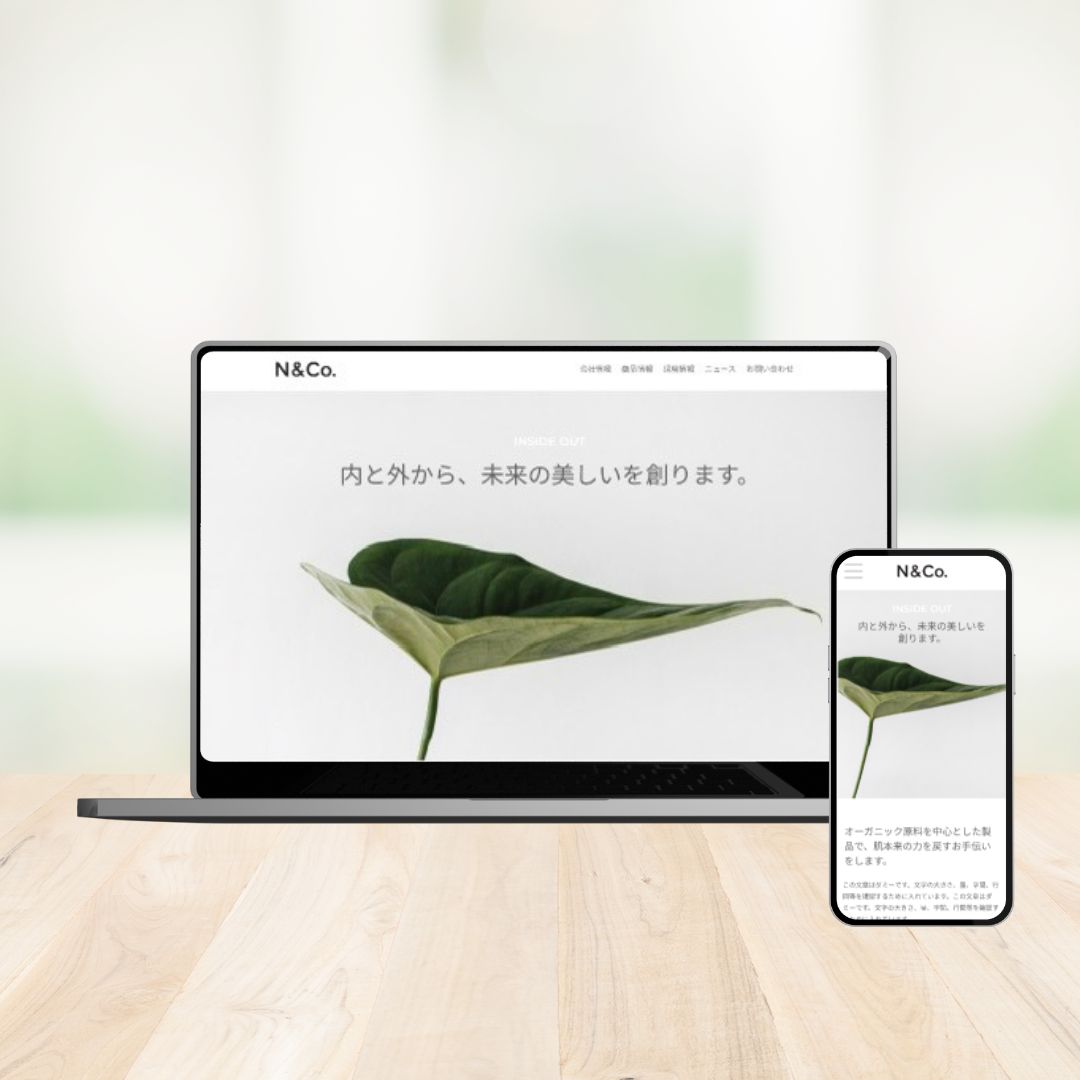 N&Co.
会社情報 商品情報 採用情報 ニュース お問い合わせ
INSIDE OUT
内と外から、未来の美しいを創ります。
N&Co.
INSIDE OUT
内と外から、未来の美しいを
創ります。
オーガニック原料を中心とした製
品で、肌本来の力を戻すお手伝い
をします。
この文章はダミーです。文字の大きさ、量、字間、行
間等を確認するために入れています。この文章はダ
ミーです。文字の大きさ、量、字間、行間等を確認す